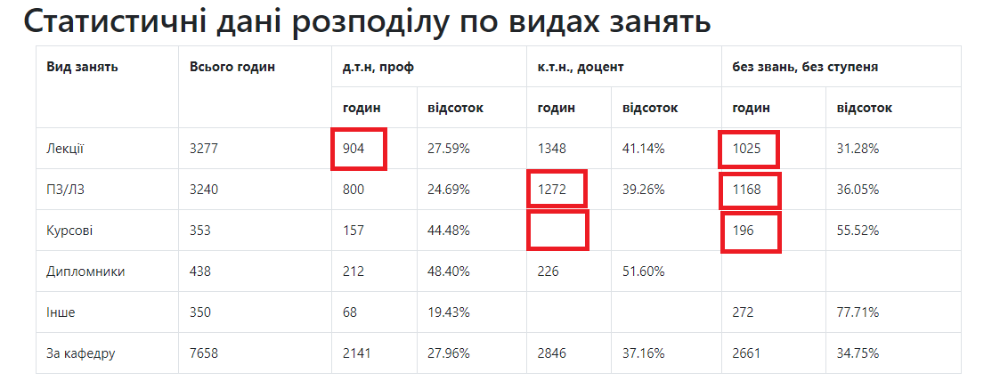 Статистичні дані розподілу по видах занять
Вид занять Всього годин д.т.н, проф к.т.н., доцент без звань, без ступеня
годин відсоток годин відсоток годин відсоток
Лекції 3277 904 27.59% 1348 41.14% 1025 31.28%
ПЗ/ЛЗ 3240 800 24.69% 1272 39.26% 1168 36.05%
Курсові 353 157 44.48% 196 55.52%
Дипломники 438 212 48.40% 226 51.60%
Інше 350 68 19.43% 272 77.71%
За кафедру 7658 2141 27.96% 2846 37.16% 2661 34.75%